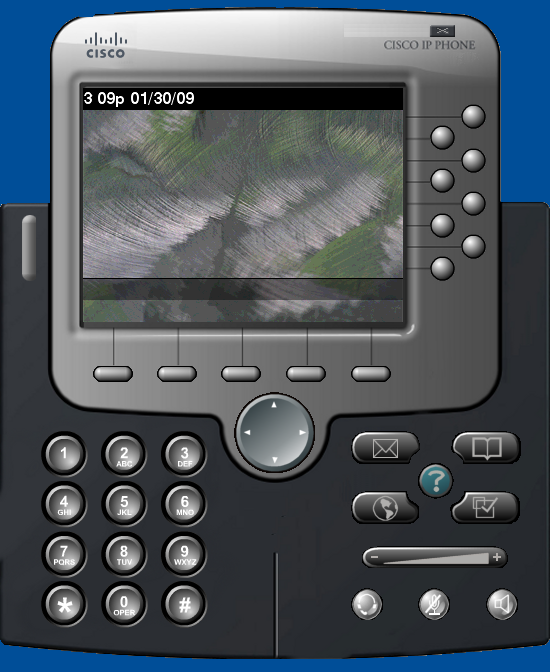 CISCO
CISCO IP PHONE
3 09p 01/30/09
1
2
ABC
3
DEF
4
GHI
5
JKL
6
MNO
7
PQRS
8
TUV
9
WXYZ
*
0
OPER
#
?
- +